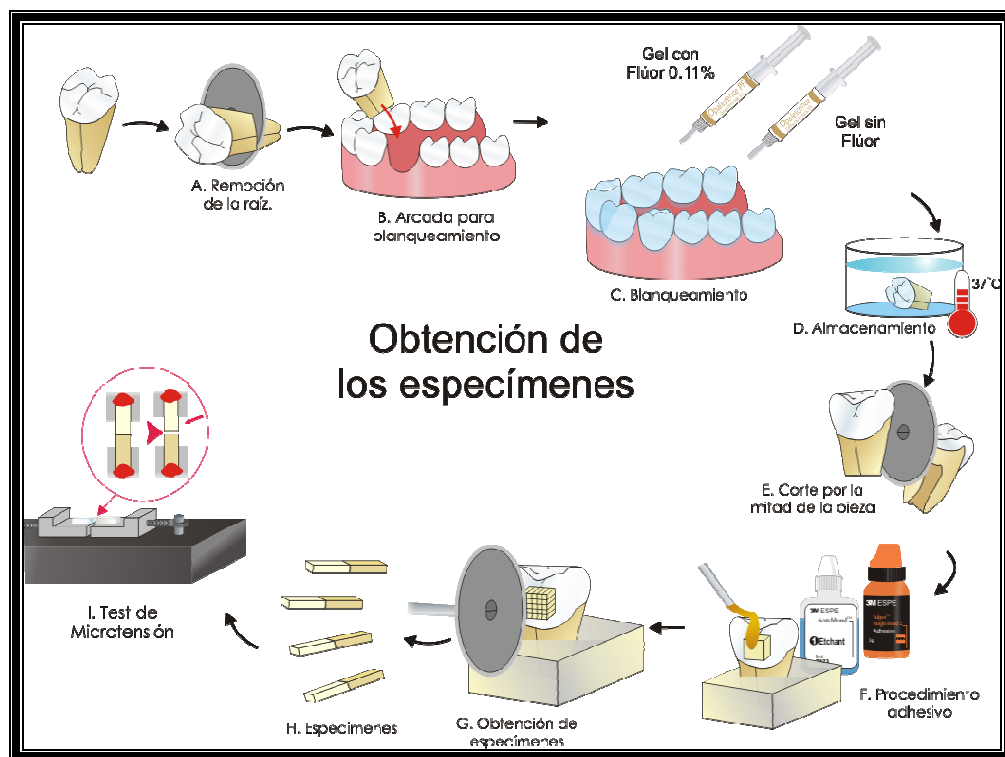 Gel con
Flúor 0.11%
Gel sin
Flúor
A. Remoción
de la raíz.
B. Arcada para
blanqueamiento
C. Blanqueamiento
37°C
D. Almacenamiento
Obtención de
los especímenes
E. Corte por la
mitad de la pieza
3M ESPE
1 Etchant
3M ESPE
Adhesive
F. Procedimiento
adhesivo
G. Obtención de
especímenes
H. Especimenes
I. Test de
Microtensión